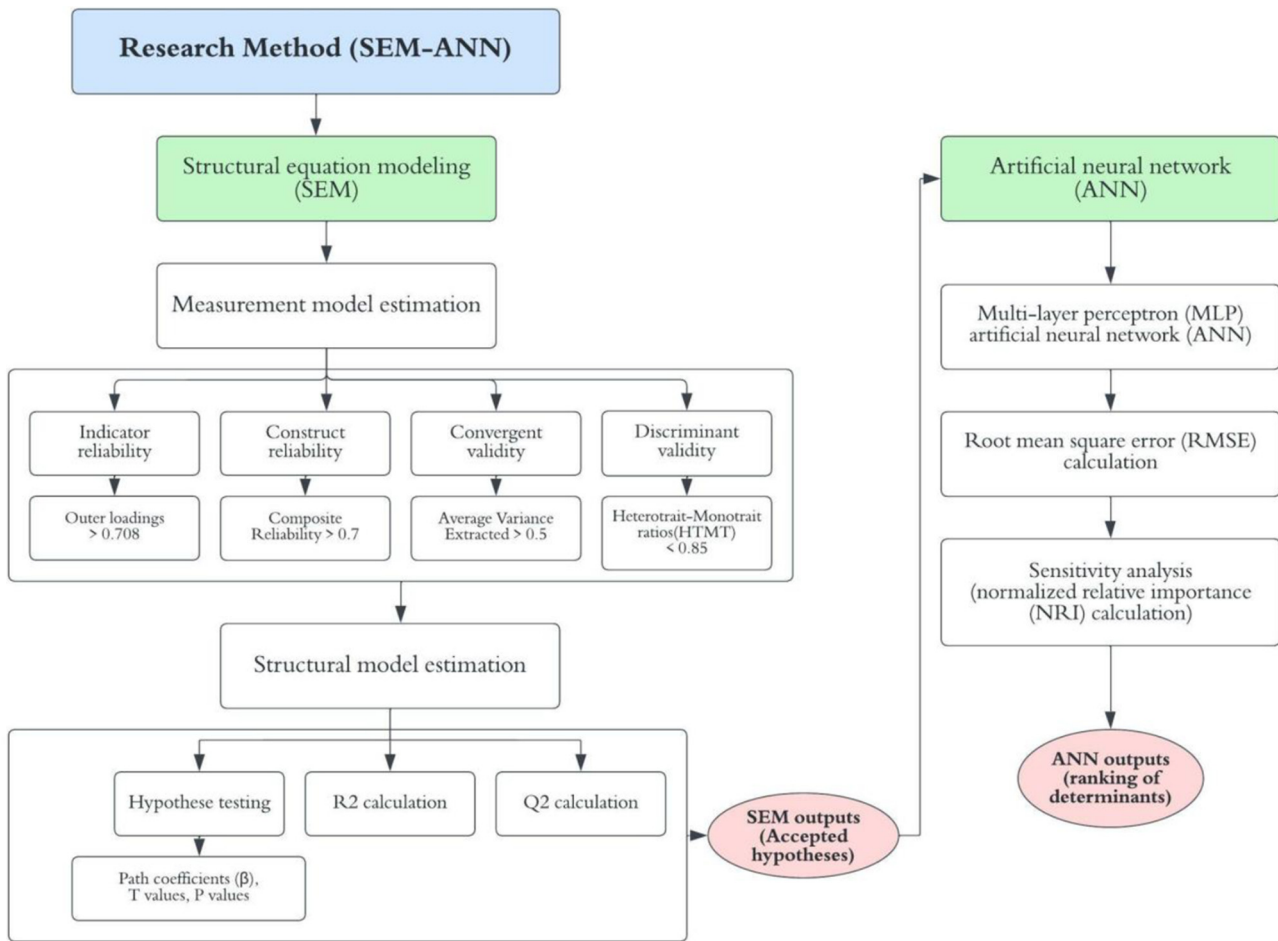 Research Method (SEM-ANN)
Structural equation modeling
(SEM)
Measurement model estimation
Indicator
reliability
Construct
reliability
Convergent
validity
Discriminant
validity
Outer loadings
> 0.708
Composite
Reliability > 0.7
Average Variance
Extracted > 0.5
Heterotrait-Monotrait
ratios(HTMT)
< 0.85
Structural model estimation
Hypothese testing
R2 calculation
Q2 calculation
Path coefficients (β),
T values, P values
SEM outputs
(Accepted
hypotheses)
Artificial neural network
(ANN)
Multi-layer perceptron (MLP)
artificial neural network (ANN)
Root mean square error (RMSE)
calculation
Sensitivity analysis
(normalized relative importance
(NRI) calculation)
ANN outputs
(ranking of
determinants)